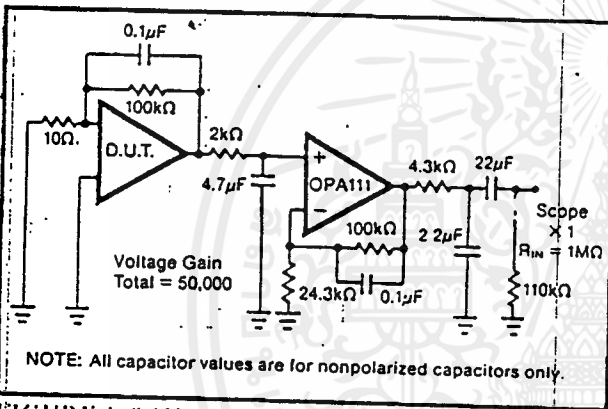 0.1µF
100kΩ
10Ω.
D.U.T.
2kΩ
4.7µF
+
OPA111
−
4.3kΩ
22µF
Scope
× 1
R_IN = 1MΩ
100kΩ
2 2µF
110kΩ
24.3kΩ
0.1µF
Voltage Gain
Total = 50,000
NOTE: All capacitor values are for nonpolarized capacitors only.